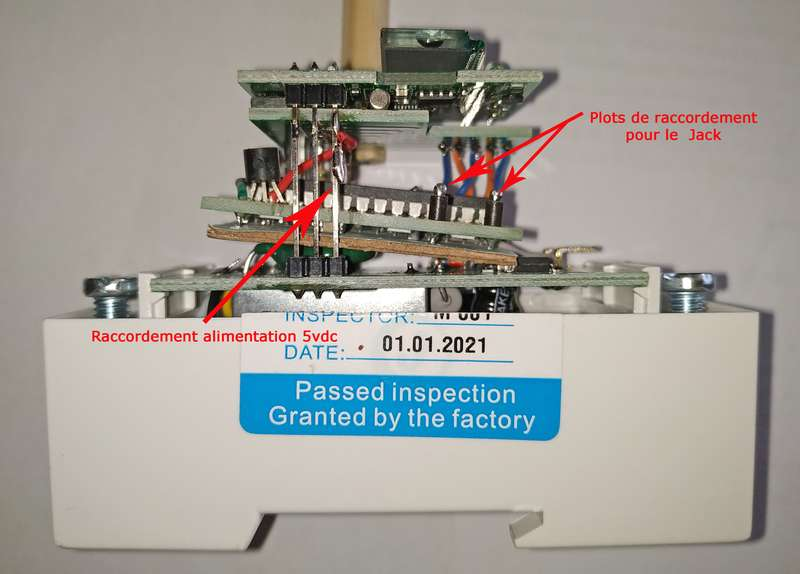 Plots de raccordement
pour le Jack
Raccordement alimentation 5vdc
INSPECTOR:
DATE: 01.01.2021
Passed inspection
Granted by the factory